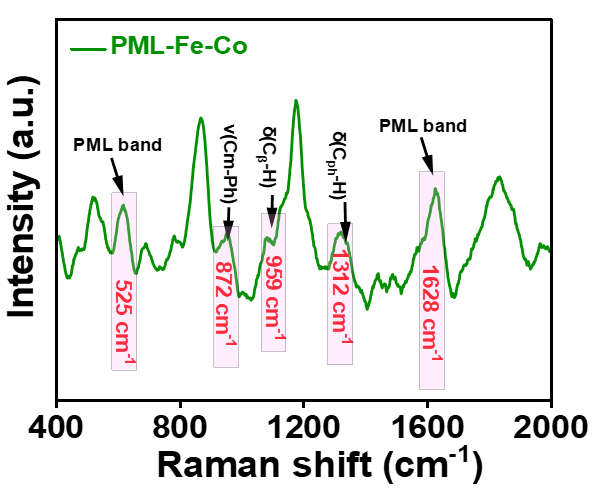 PML-Fe-Co
PML band
ν(Cm-Ph)
δ(Cβ-H)
δ(Cph-H)
PML band
525 cm-1
872 cm-1
959 cm-1
1312 cm-1
1628 cm-1
Intensity (a.u.)
400 800 1200 1600 2000
Raman shift (cm-1)